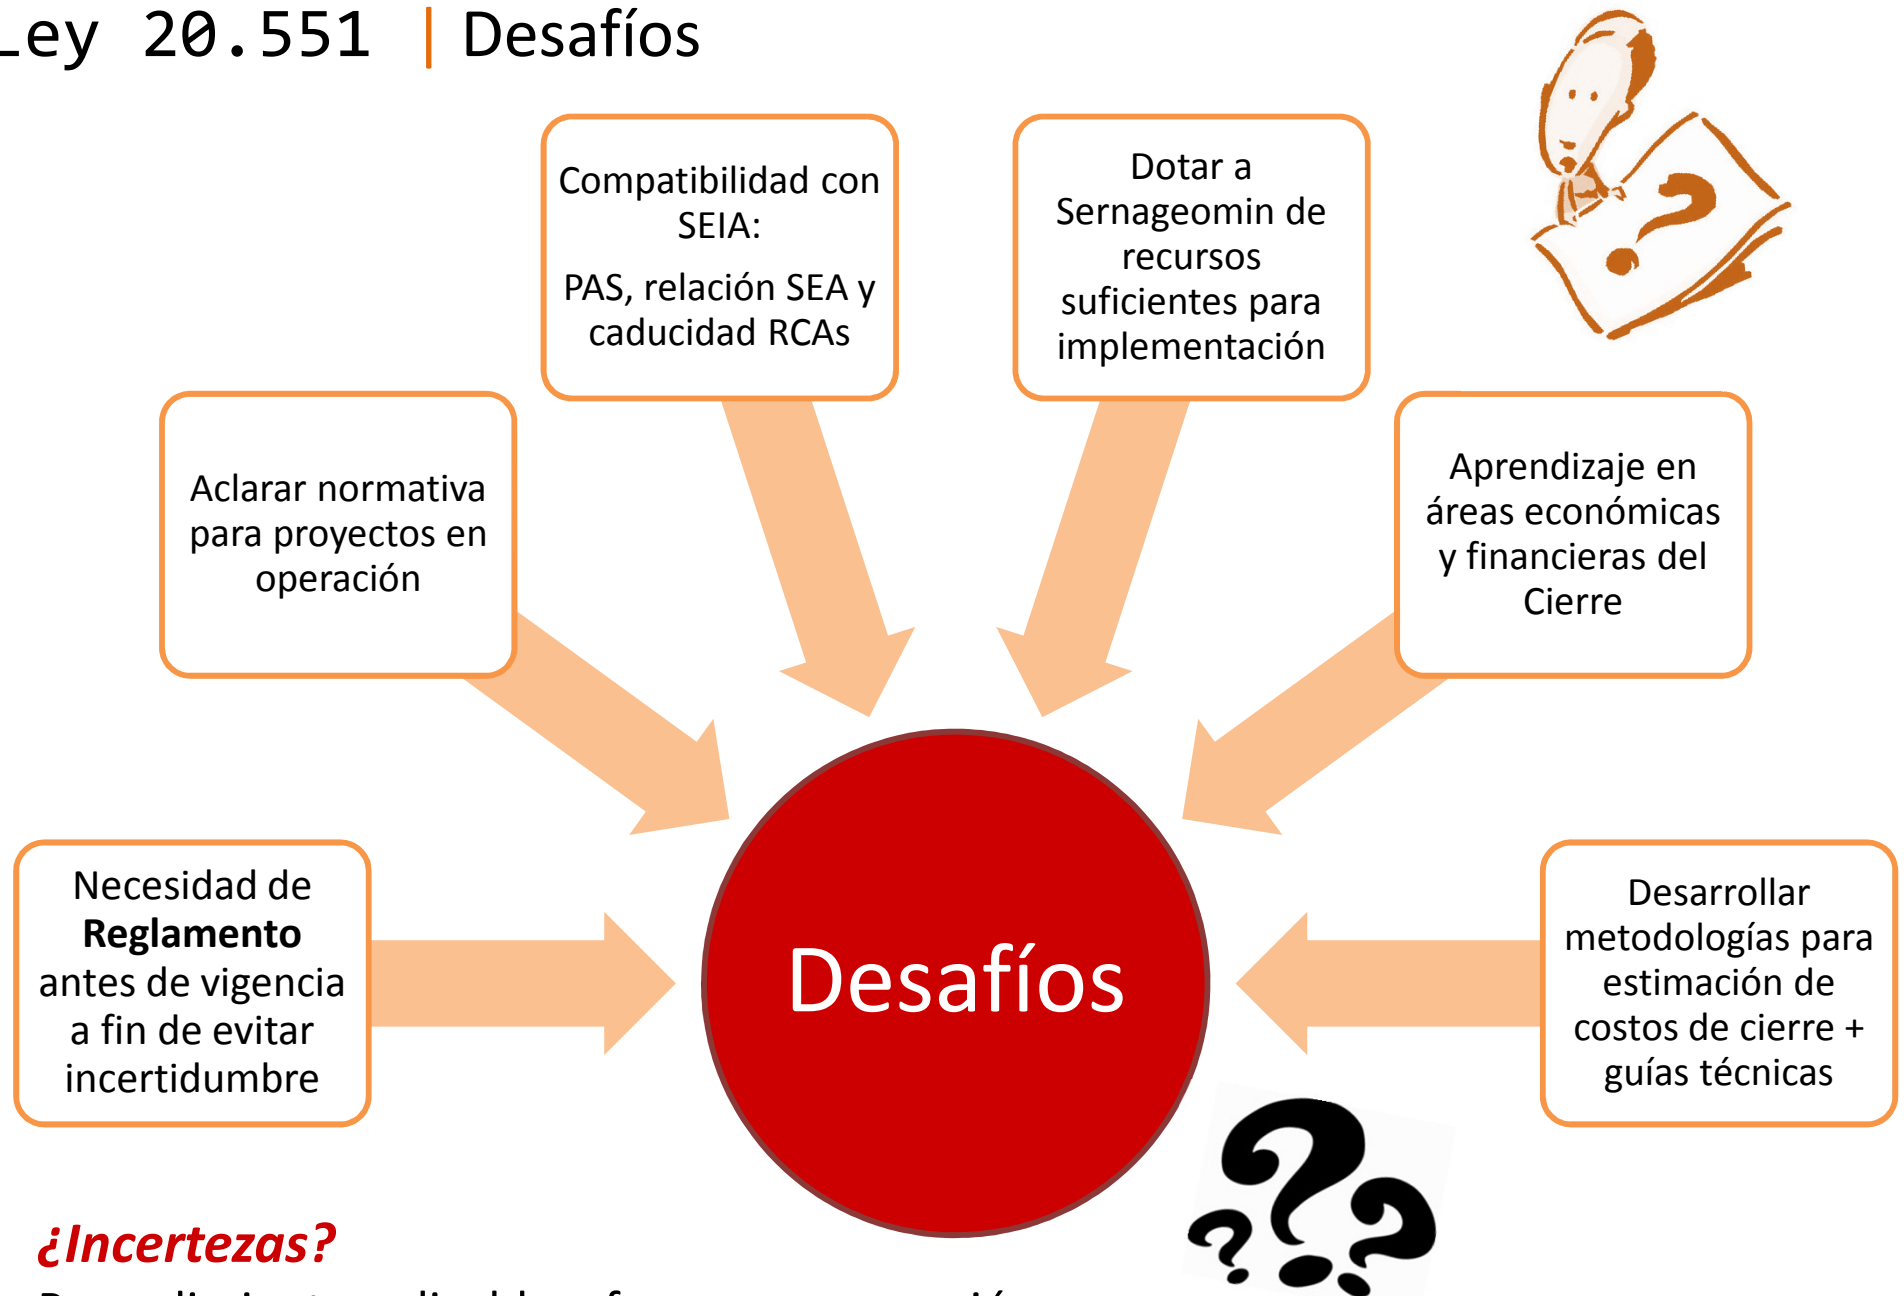 Ley 20.551 | Desafíos
Compatibilidad con
SEIA:
PAS, relación SEA y
caducidad RCAs
Dotar a
Sernageomin de
recursos
suficientes para
implementación
Aclarar normativa
para proyectos en
operación
Aprendizaje en
áreas económicas
y financieras del
Cierre
Necesidad de
Reglamento
antes de vigencia
a fin de evitar
incertidumbre
Desafíos
Desarrollar
metodologías para
estimación de
costos de cierre +
guías técnicas
¿Incertezas?